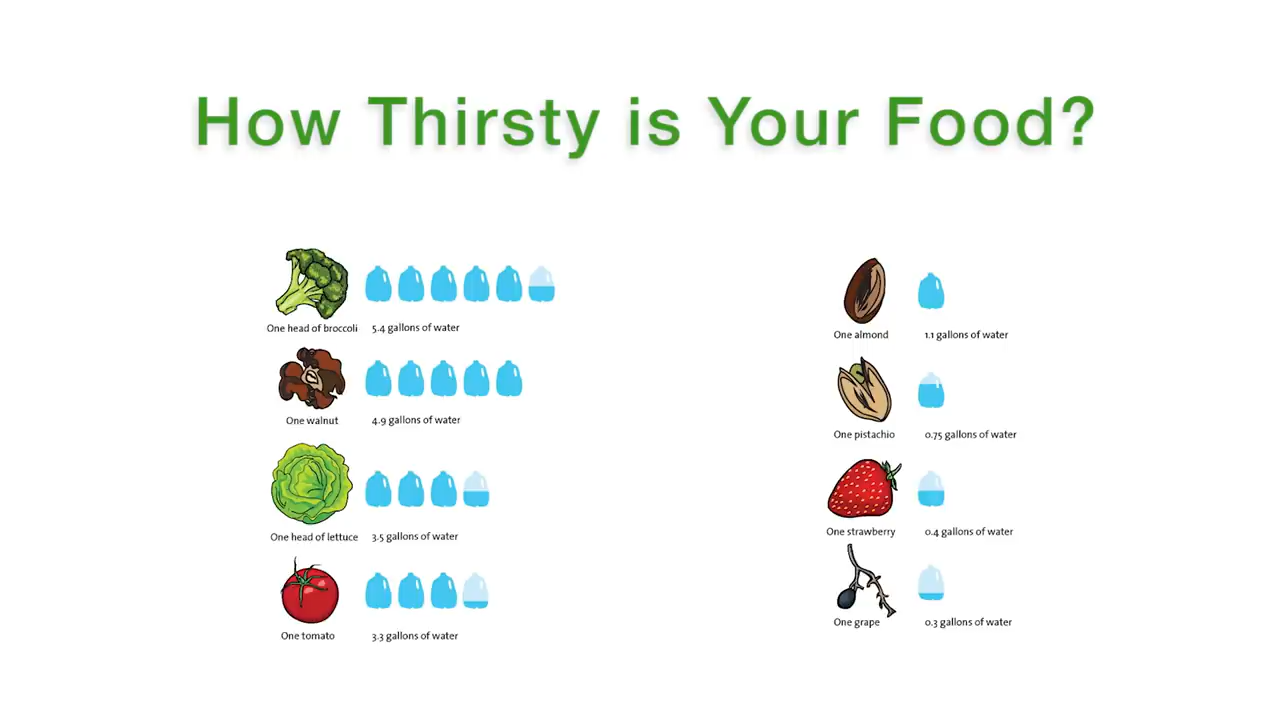 How Thirsty is Your Food?
One head of broccoli
5.4 gallons of water
One walnut
4.9 gallons of water
One head of lettuce
3.5 gallons of water
One tomato
3.3 gallons of water
One almond
1.1 gallons of water
One pistachio
0.75 gallons of water
One strawberry
0.4 gallons of water
One grape
0.3 gallons of water